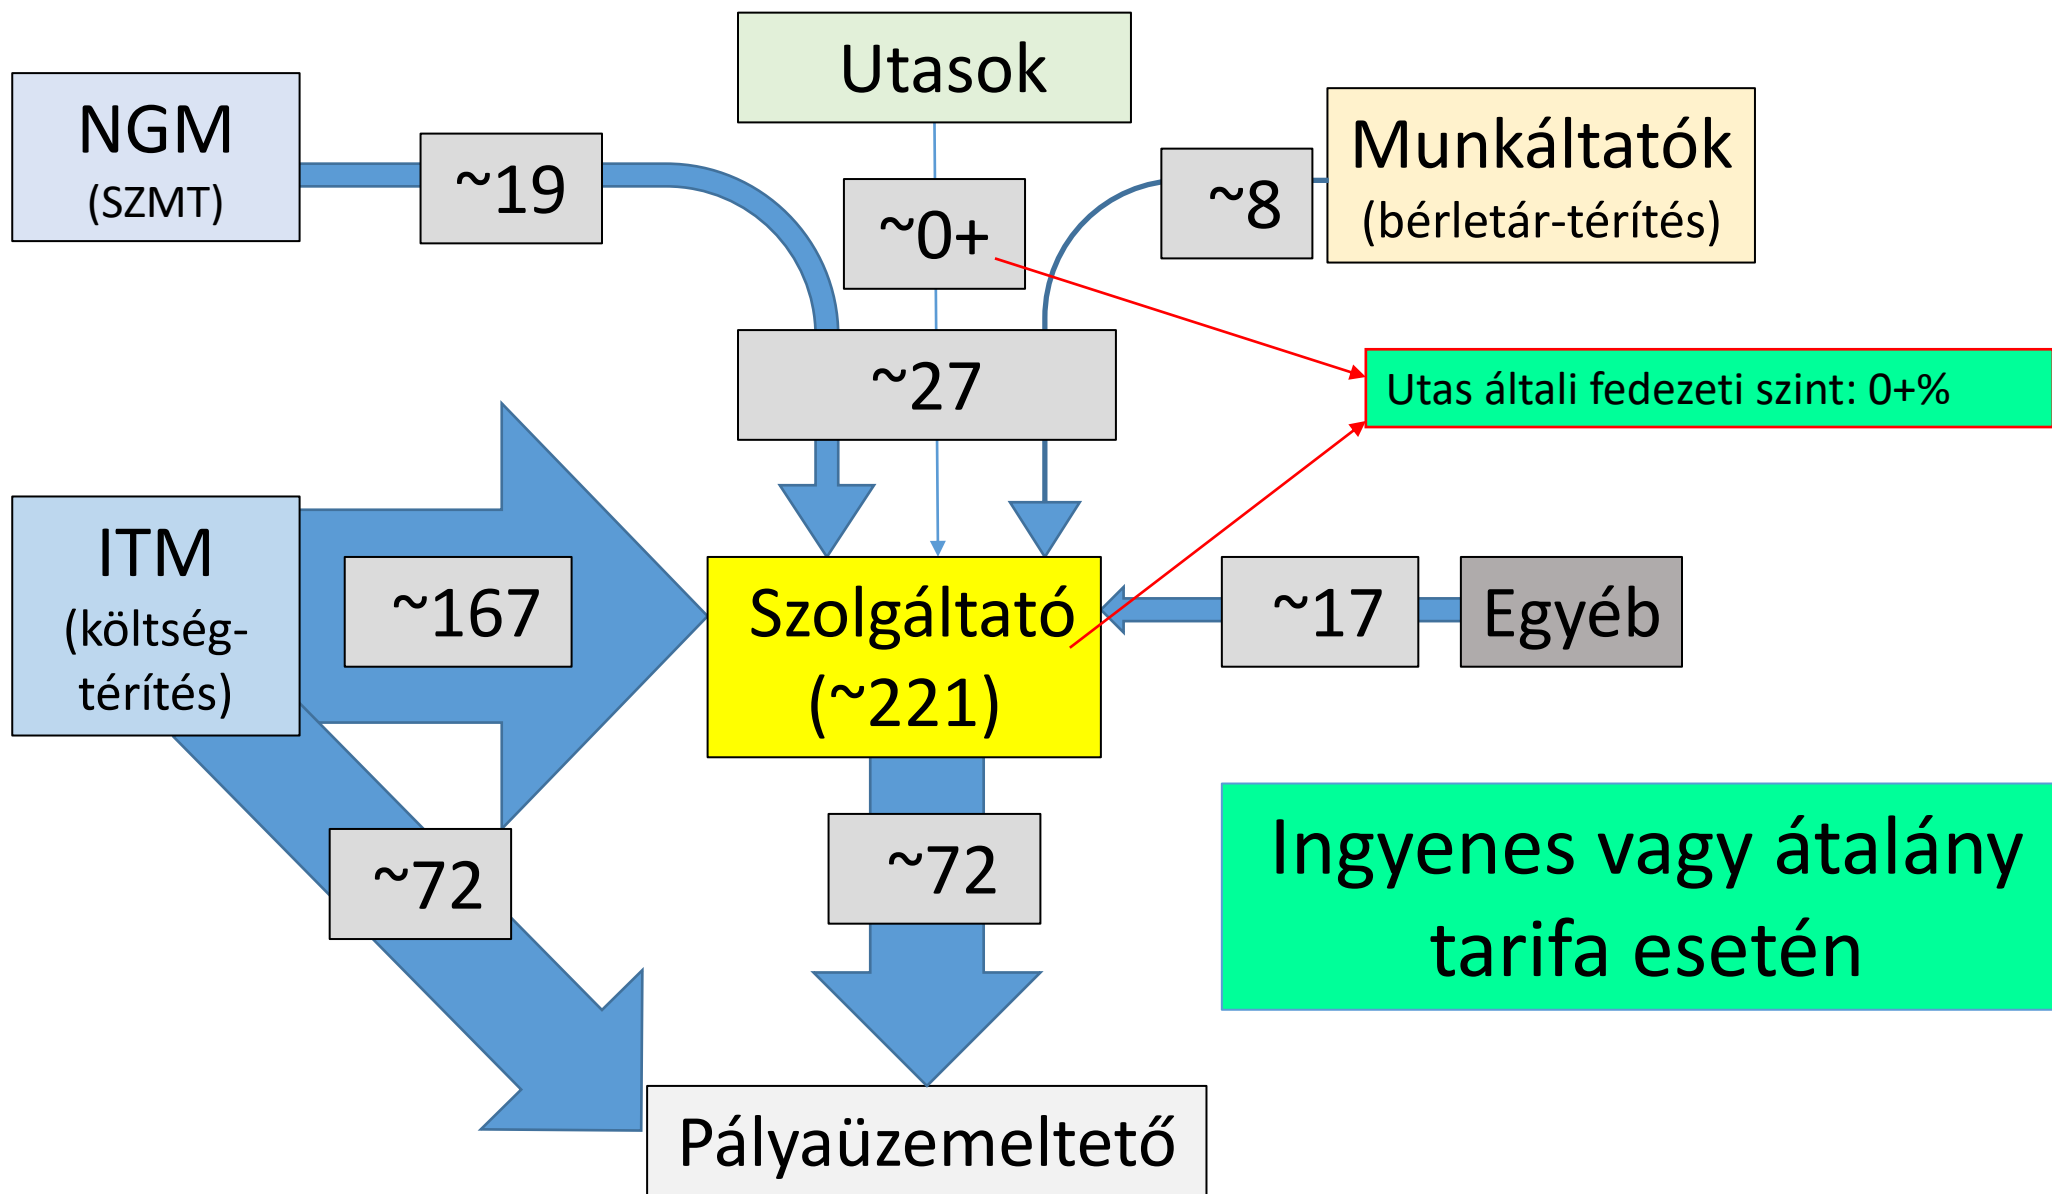 Utasok
NGM
(SZMT)
~19
~0+
~8
Munkáltatók
(bérletár-térítés)
~27
Utas általi fedezeti szint: 0+%
ITM
(költség-
térítés)
~167
Szolgáltató
(~221)
~17
Egyéb
~72
~72
Ingyenes vagy átalány
tarifa esetén
Pályaüzemeltető